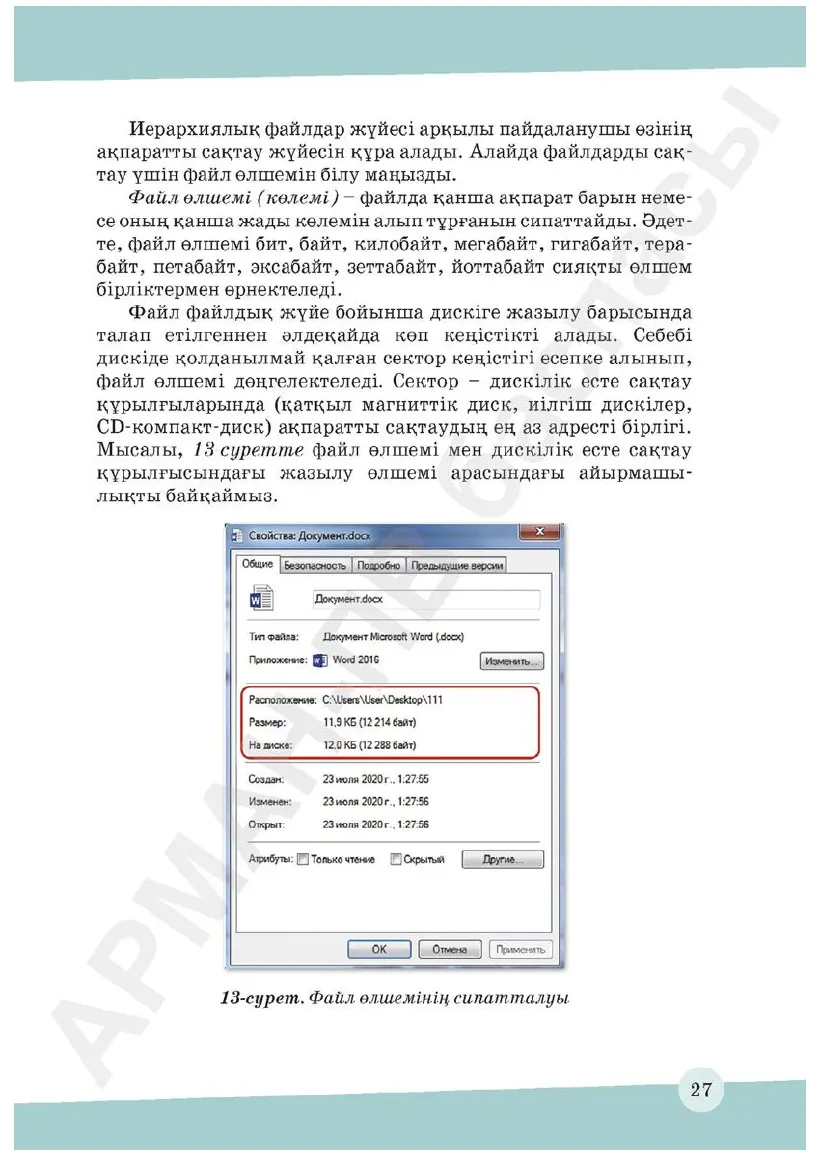 Иерархиялық файлдар жүйесі арқылы пайдаланушы өзінің
ақпаратты сақтау жүйесін құра алады. Алайда файлдарды сақ-
тау үшін файл өлшемін білу маңызды.
Файл өлшемі (көлемі) – файлда қанша ақпарат барын неме-
се оның қанша жады көлемін алып тұрғанын сипаттайды. Әдет-
те, файл өлшемі бит, байт, килобайт, мегабайт, гигабайт, тера-
байт, петабайт, эксабайт, зеттабайт, йоттабайт сияқты өлшем
бірліктермен өрнектеледі.
Файл файлдық жүйе бойынша дискіге жазылу барысында
талап етілгеннен әлдеқайда көп кеңістікті алады. Себебі
дискіде қолданылмай қалған сектор кеңістігі есепке алынып,
файл өлшемі дөңгелектеледі. Сектор – дискілік есте сақтау
құрылғыларында (қатқыл магниттік диск, иілгіш дискілер,
CD-компакт-диск) ақпаратты сақтаудың ең аз адресті бірлігі.
Мысалы, 13 суретте файл өлшемі мен дискілік есте сақтау
құрылғысындағы жазылу өлшемі арасындағы айырмашы-
лықты байқаймыз.
Свойства: Документ.docx
Общие Безопасность Подробно Предыдущие версии
Документ.docx
Тип файла: Документ Microsoft Word (.docx)
Приложение: Word 2016 Изменить...
Расположение: C:\Users\User\Desktop\111
Размер: 11,9 КБ (12 214 байт)
На диске: 12,0 КБ (12 288 байт)
Создан: 23 июля 2020 г., 1:27:55
Изменен: 23 июля 2020 г., 1:27:56
Открыт: 23 июля 2020 г., 1:27:56
Атрибуты: Только чтение Скрытый Другие...
ОК Отмена Применить
13-сурет. Файл өлшемінің сипатталуы
27
АРМАН-ПВ баспасы